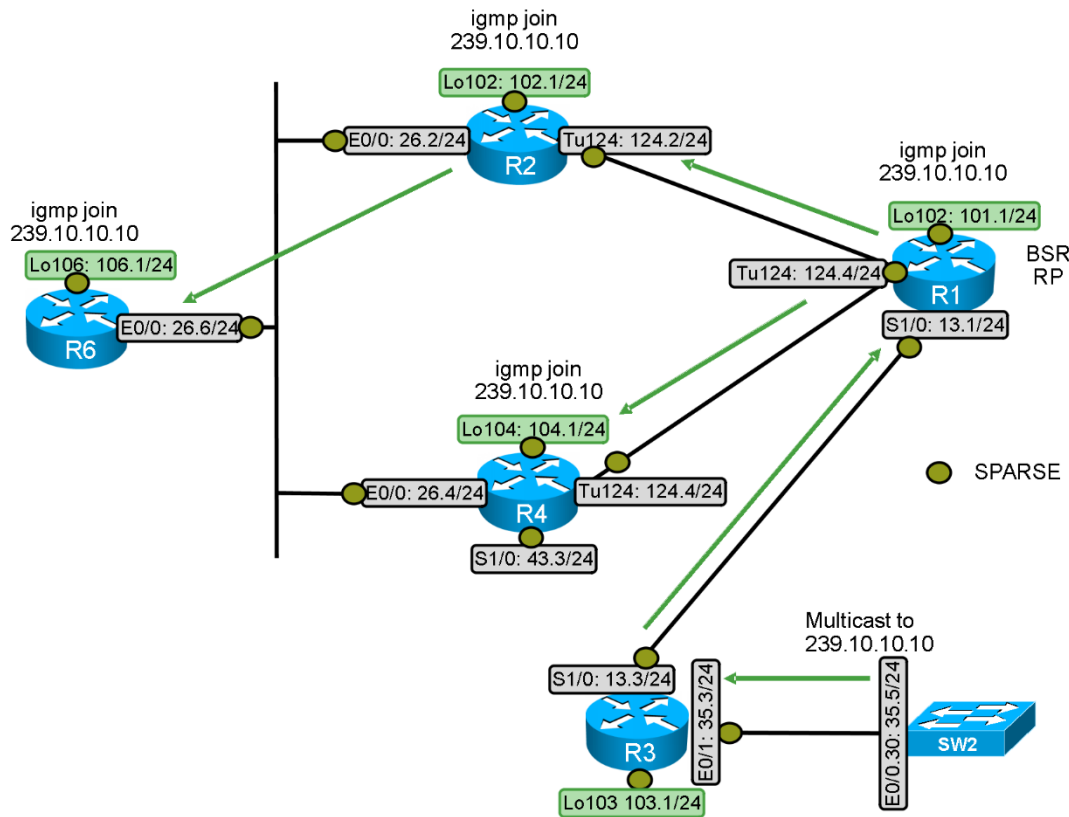 igmp join
239.10.10.10
Lo102: 102.1/24
E0/0: 26.2/24
R2
Tu124: 124.2/24
igmp join
239.10.10.10
Lo102: 101.1/24
BSR
RP
Tu124: 124.4/24
R1
S1/0: 13.1/24
igmp join
239.10.10.10
Lo106: 106.1/24
E0/0: 26.6/24
R6
igmp join
239.10.10.10
Lo104: 104.1/24
E0/0: 26.4/24
R4
Tu124: 124.4/24
S1/0: 43.3/24
SPARSE
Multicast to
239.10.10.10
S1/0: 13.3/24
R3
E0/1: 35.3/24
E0/0.30: 35.5/24
SW2
Lo103 103.1/24